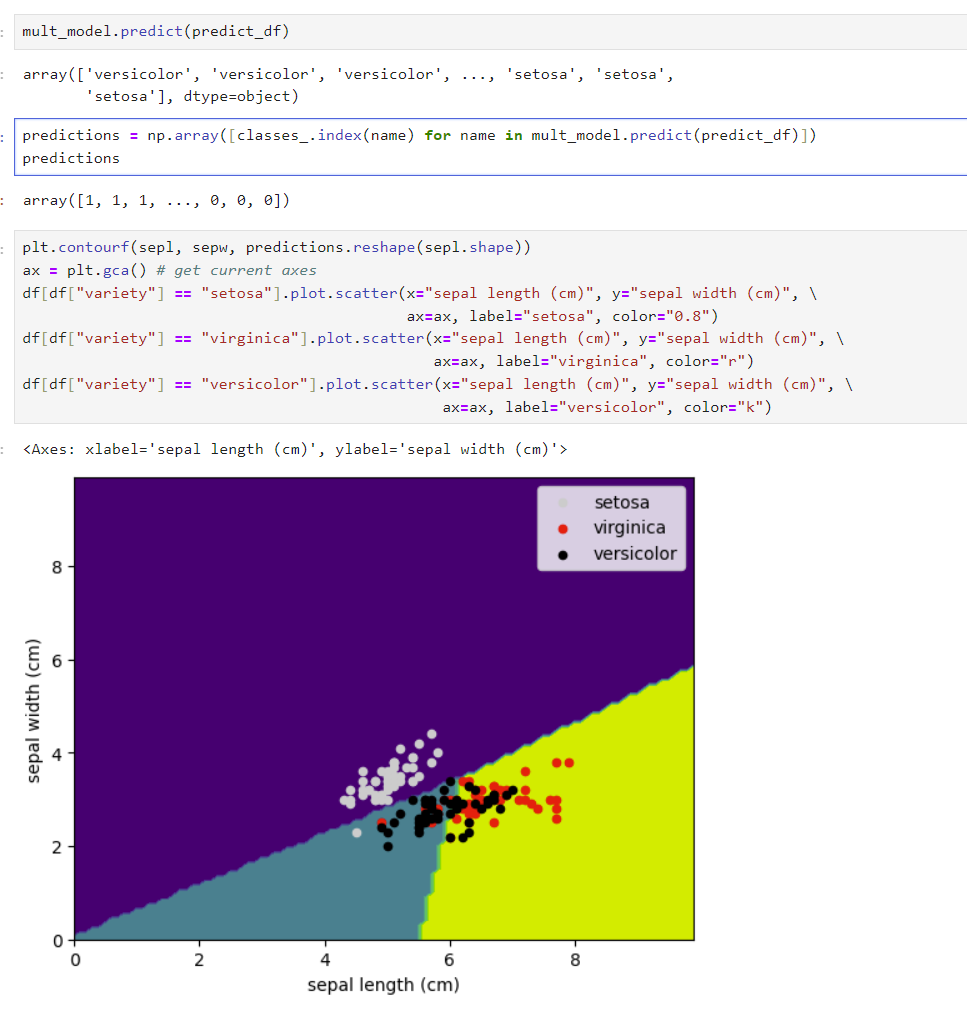 mult_model.predict(predict_df)
array(['versicolor', 'versicolor', 'versicolor', ..., 'setosa', 'setosa',
'setosa'], dtype=object)
predictions = np.array([classes_.index(name) for name in mult_model.predict(predict_df)])
predictions
array([1, 1, 1, ..., 0, 0, 0])
plt.contourf(sepl, sepw, predictions.reshape(sepl.shape))
ax = plt.gca() # get current axes
df[df["variety"] == "setosa"].plot.scatter(x="sepal length (cm)", y="sepal width (cm)", \
ax=ax, label="setosa", color="0.8")
df[df["variety"] == "virginica"].plot.scatter(x="sepal length (cm)", y="sepal width (cm)", \
ax=ax, label="virginica", color="r")
df[df["variety"] == "versicolor"].plot.scatter(x="sepal length (cm)", y="sepal width (cm)", \
ax=ax, label="versicolor", color="k")
<Axes: xlabel='sepal length (cm)', ylabel='sepal width (cm)'>
setosa
virginica
versicolor
8
6
4
2
0
sepal width (cm)
0 2 4 6 8
sepal length (cm)